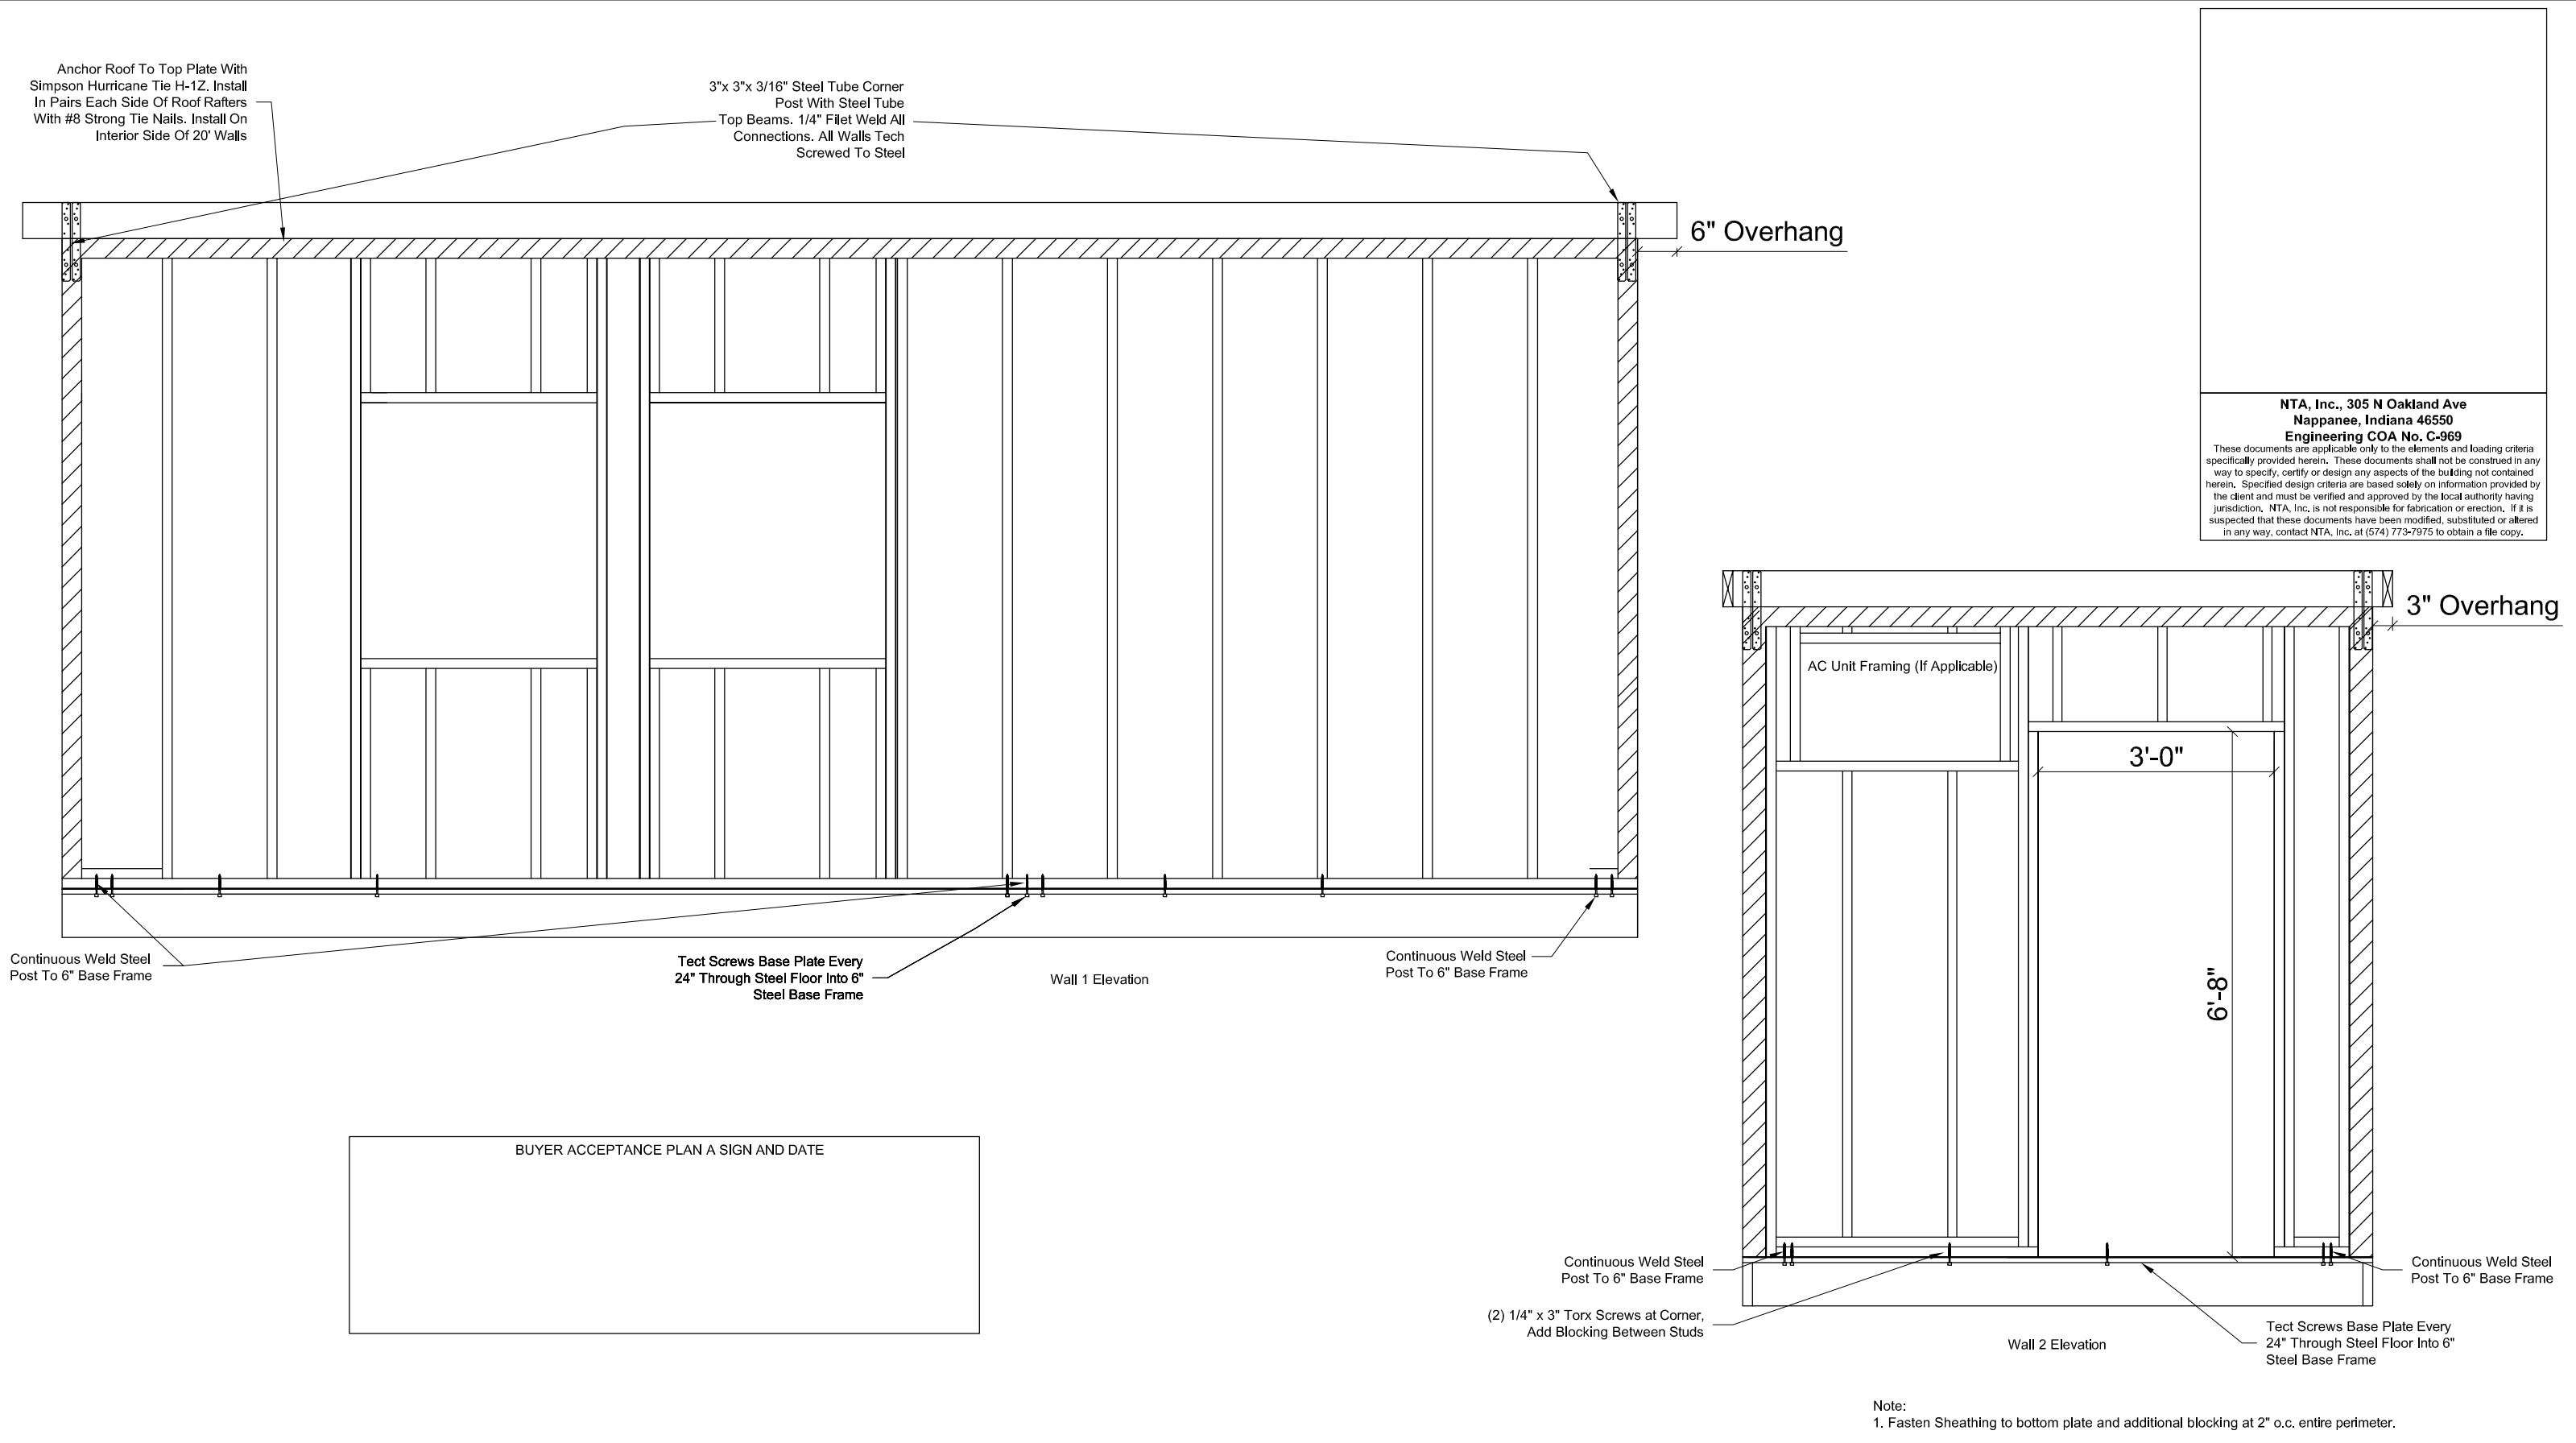 Anchor Roof To Top Plate With
Simpson Hurricane Tie H-1Z. Install
In Pairs Each Side Of Roof Rafters
With #8 Strong Tie Nails. Install On
Interior Side Of 20' Walls
3"x 3"x 3/16" Steel Tube Corner
Post With Steel Tube
Top Beams. 1/4" Filet Weld All
Connections. All Walls Tech
Screwed To Steel
6" Overhang
NTA, Inc., 305 N Oakland Ave
Nappanee, Indiana 46550
Engineering COA No. C-969
These documents are applicable only to the elements and loading criteria
specifically provided herein. These documents shall not be construed in any
way to specify, certify or design any aspects of the building not contained
herein. Specified design criteria are based solely on information provided by
the client and must be verified and approved by the local authority having
jurisdiction. NTA, Inc. is not responsible for fabrication or erection. If it is
suspected that these documents have been modified, substituted or altered
in any way, contact NTA, Inc. at (574) 773-7975 to obtain a file copy.
3" Overhang
AC Unit Framing (If Applicable)
3'-0"
6'-8"
Continuous Weld Steel
Post To 6" Base Frame
Tect Screws Base Plate Every
24" Through Steel Floor Into 6"
Steel Base Frame
Wall 1 Elevation
Continuous Weld Steel
Post To 6" Base Frame
BUYER ACCEPTANCE PLAN A SIGN AND DATE
Continuous Weld Steel
Post To 6" Base Frame
(2) 1/4" x 3" Torx Screws at Corner,
Add Blocking Between Studs
Wall 2 Elevation
Continuous Weld Steel
Post To 6" Base Frame
Tect Screws Base Plate Every
24" Through Steel Floor Into 6"
Steel Base Frame
Note:
1. Fasten Sheathing to bottom plate and additional blocking at 2" o.c. entire perimeter.